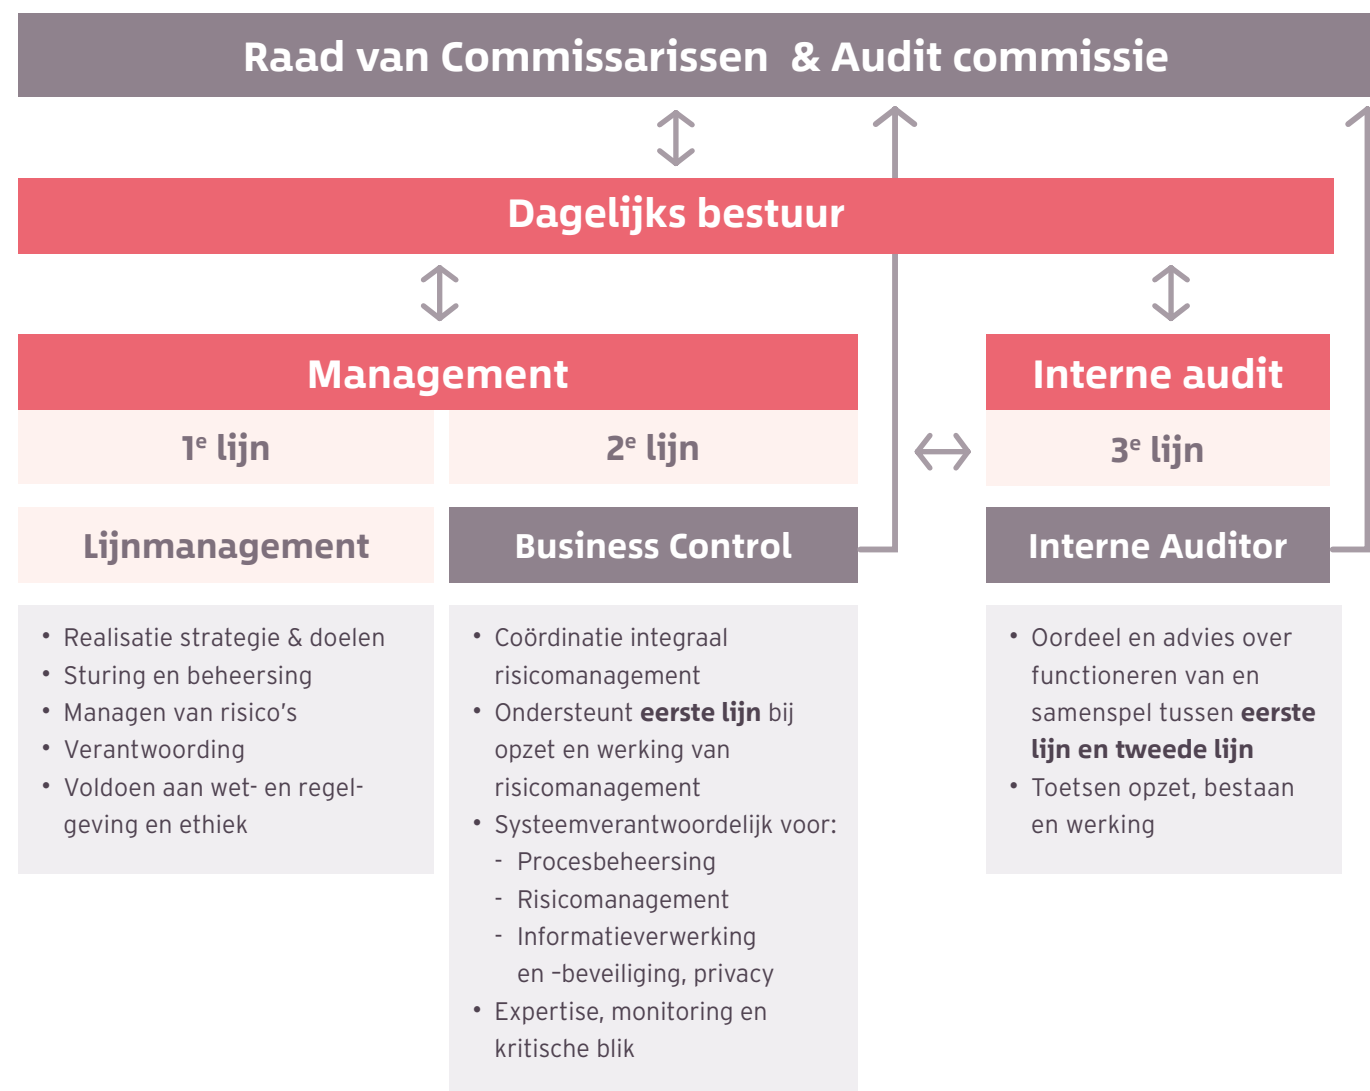 Raad van Commissarissen & Audit commissie
Dagelijks bestuur
Management
1e lijn
2e lijn
Lijnmanagement
• Realisatie strategie & doelen
• Sturing en beheersing
• Managen van risico’s
• Verantwoording
• Voldoen aan wet- en regel-
geving en ethiek
Business Control
• Coördinatie integraal
risicomanagement
• Ondersteunt eerste lijn bij
opzet en werking van
risicomanagement
• Systeemverantwoordelijk voor:
- Procesbeheersing
- Risicomanagement
- Informatieverwerking
en –beveiliging, privacy
• Expertise, monitoring en
kritische blik
Interne audit
3e lijn
Interne Auditor
• Oordeel en advies over
functioneren van en
samenspel tussen eerste
lijn en tweede lijn
• Toetsen opzet, bestaan
en werking